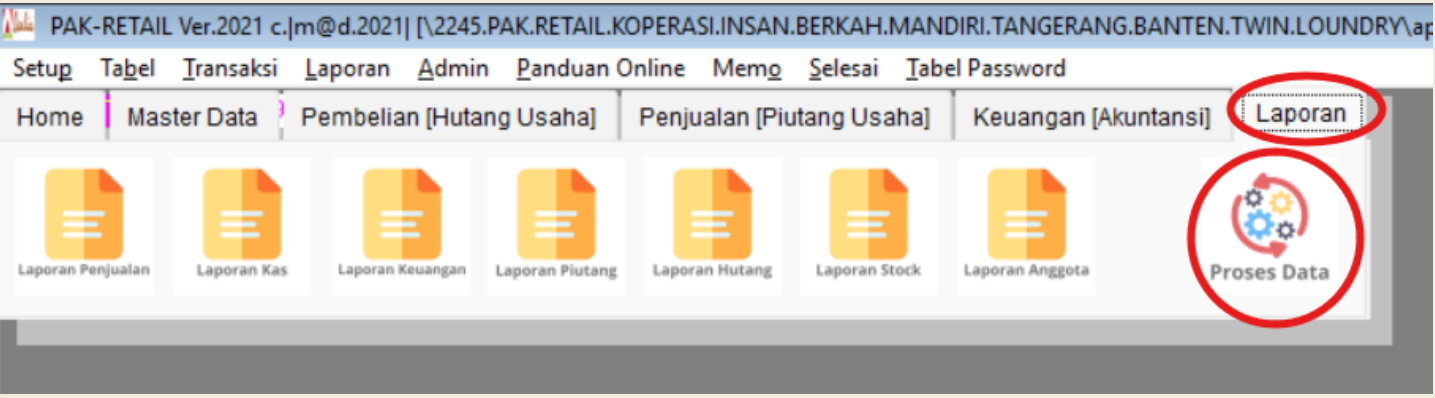 PAK-RETAIL Ver.2021 c.|m@d.2021| [\2245.PAK.RETAIL.KOPERASI.INSAN.BERKAH.MANDIRI.TANGERANG.BANTEN.TWIN.LOUNDRY\ap
Setup Tabel Transaksi Laporan Admin Panduan Online Memo Selesai Tabel Password
Home Master Data Pembelian [Hutang Usaha] Penjualan [Piutang Usaha] Keuangan [Akuntansi] Laporan
Laporan Penjualan Laporan Kas Laporan Keuangan Laporan Piutang Laporan Hutang Laporan Stock Laporan Anggota Proses Data